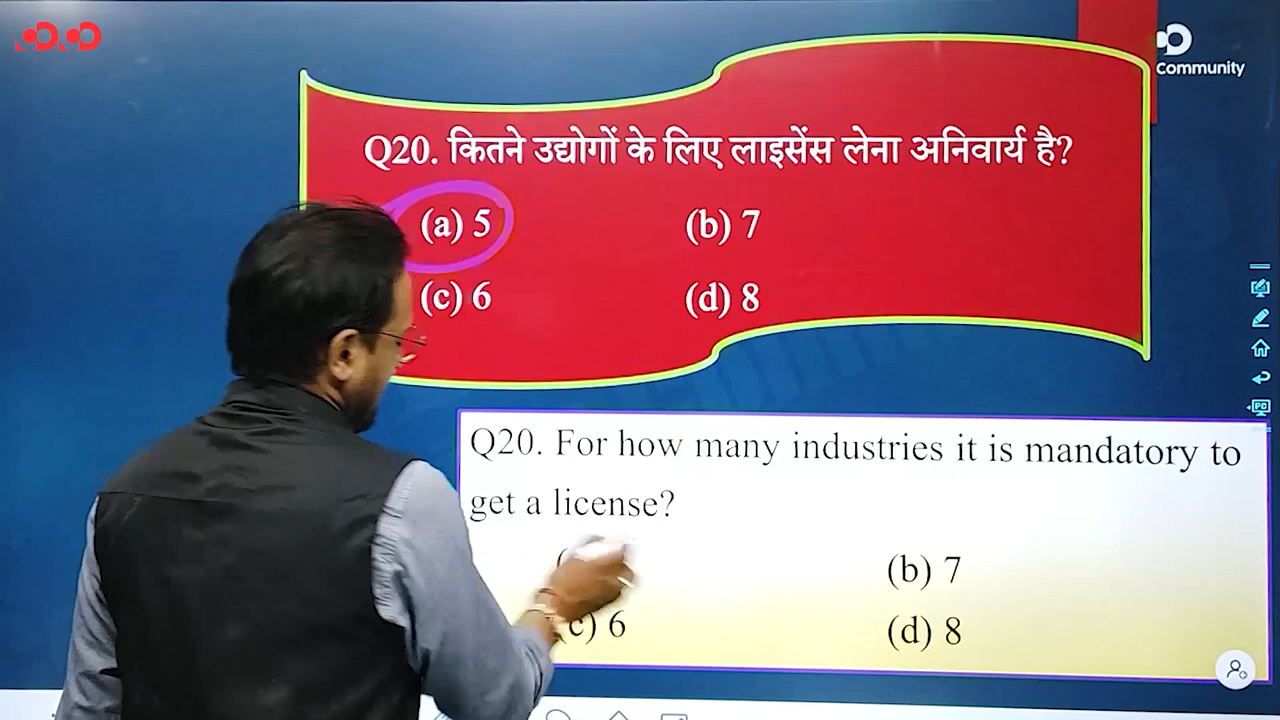 Community
Q20. कितने उद्योगों के लिए लाइसेंस लेना अनिवार्य है?
(a) 5 (b) 7
(c) 6 (d) 8
Q20. For how many industries it is mandatory to
get a license?
(b) 7
(c) 6 (d) 8